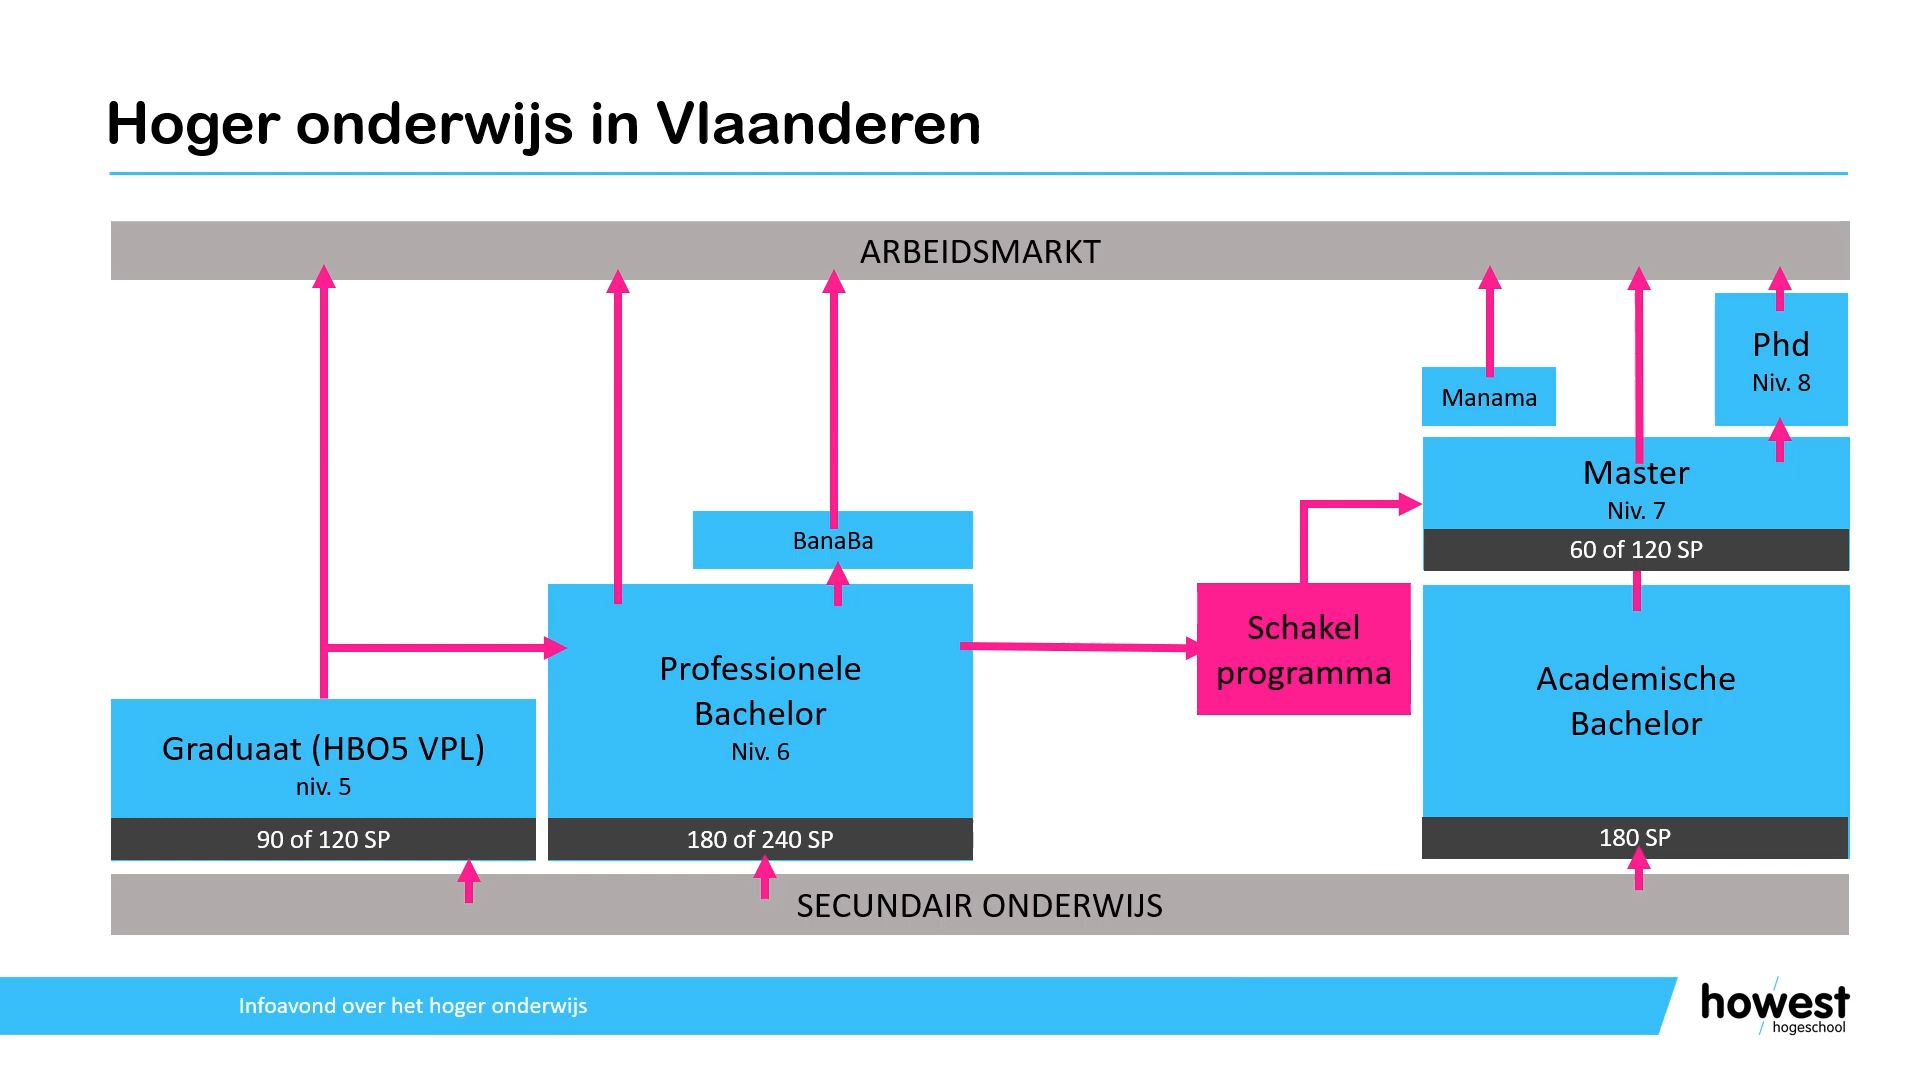 Hoger onderwijs in Vlaanderen
ARBEIDSMARKT
Phd
Niv. 8
Manama
Master
Niv. 7
60 of 120 SP
BanaBa
Schakel
programma
Professionele
Bachelor
Niv. 6
180 of 240 SP
Academische
Bachelor
180 SP
Graduaat (HBO5 VPL)
niv. 5
90 of 120 SP
SECUNDAIR ONDERWIJS
Infoavond over het hoger onderwijs
howest
hogeschool